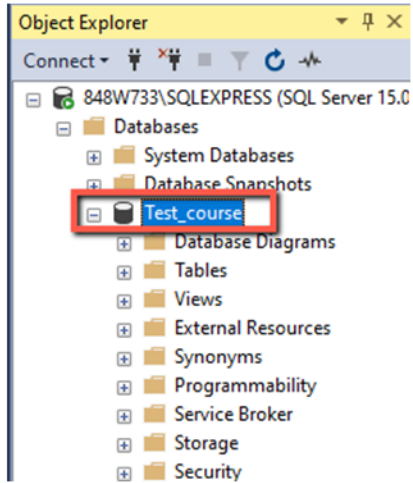 Object Explorer
Connect
848W733\SQLEXPRESS (SQL Server 15.0
Databases
System Databases
Database Snapshots
Test_course
Database Diagrams
Tables
Views
External Resources
Synonyms
Programmability
Service Broker
Storage
Security